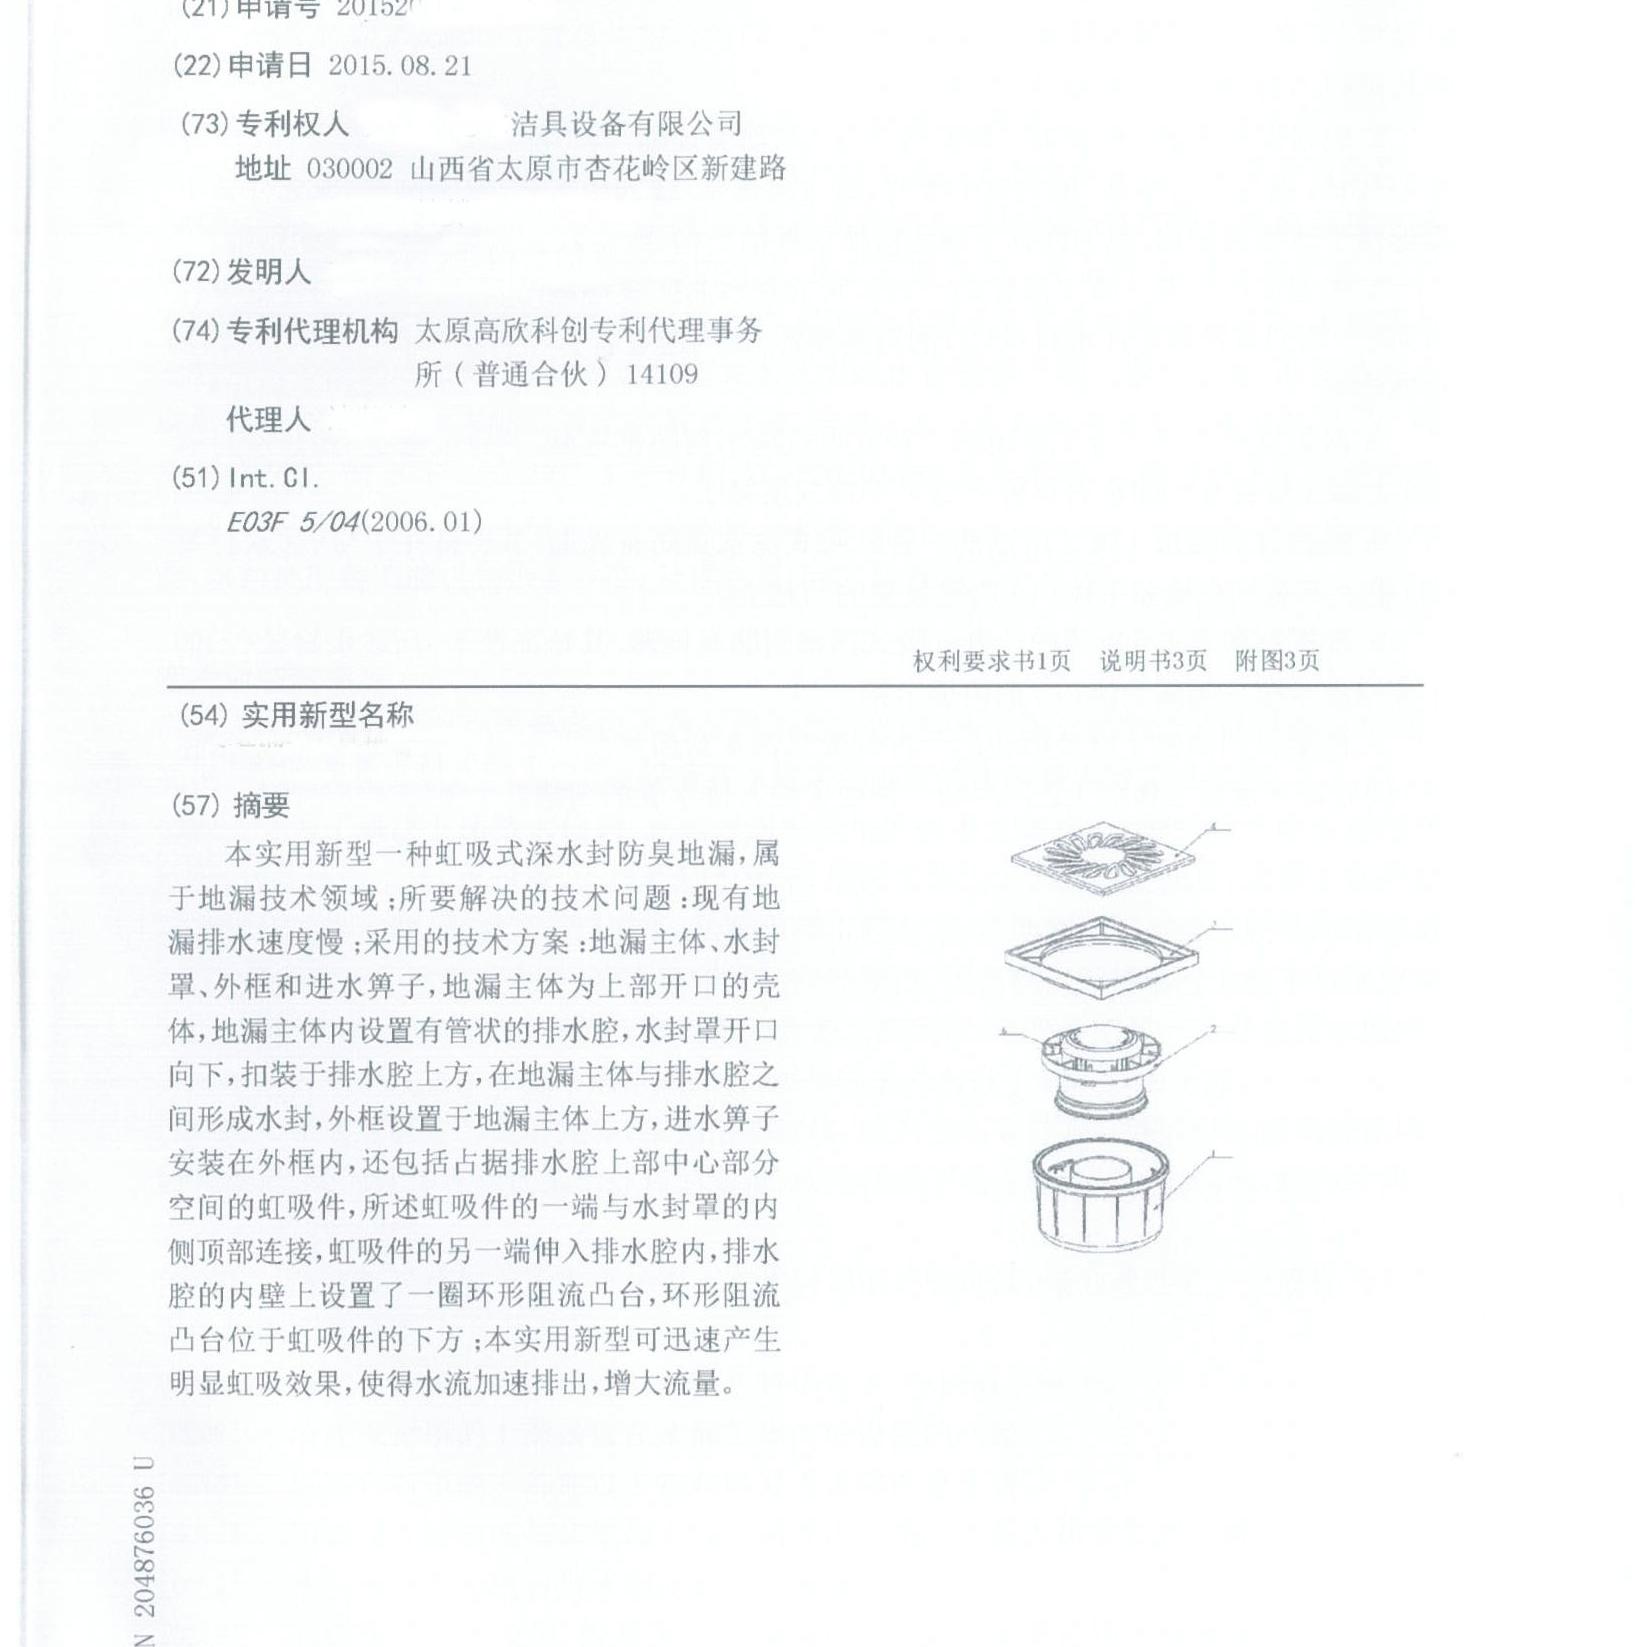 (21)申请号 20152
(22)申请日 2015.08.21
(73)专利权人 洁具设备有限公司
地址 030002 山西省太原市杏花岭区新建路
(72)发明人
(74)专利代理机构 太原高欣科创专利代理事务
所(普通合伙) 14109
代理人
(51)Int.Cl.
E03F 5/04(2006.01)
权利要求书1页 说明书3页 附图3页
(54)实用新型名称
(57)摘要
本实用新型一种虹吸式深水封防臭地漏,属
于地漏技术领域;所要解决的技术问题:现有地
漏排水速度慢;采用的技术方案:地漏主体、水封
罩、外框和进水箅子,地漏主体为上部开口的壳
体,地漏主体内设置有管状的排水腔,水封罩开口
向下,扣装于排水腔上方,在地漏主体与排水腔之
间形成水封,外框设置于地漏主体上方,进水箅子
安装在外框内,还包括占据排水腔上部中心部分
空间的虹吸件,所述虹吸件的一端与水封罩的内
侧顶部连接,虹吸件的另一端伸入排水腔内,排水
腔的内壁上设置了一圈环形阻流凸台,环形阻流
凸台位于虹吸件的下方;本实用新型可迅速产生
明显虹吸效果,使得水流加速排出,增大流量。
2
1
N 204876036 U